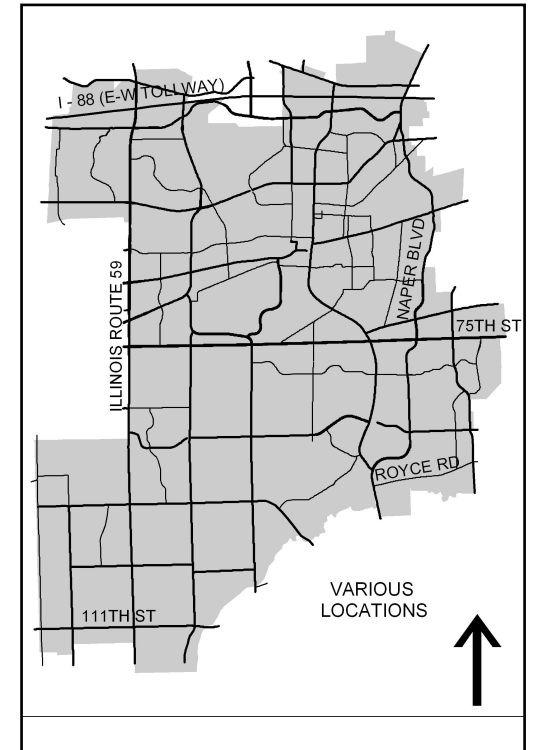 I - 88 (E-W TOLLWAY)
ILLINOIS ROUTE 59
NAPER BLVD
75TH ST
ROYCE RD
VARIOUS
LOCATIONS
111TH ST